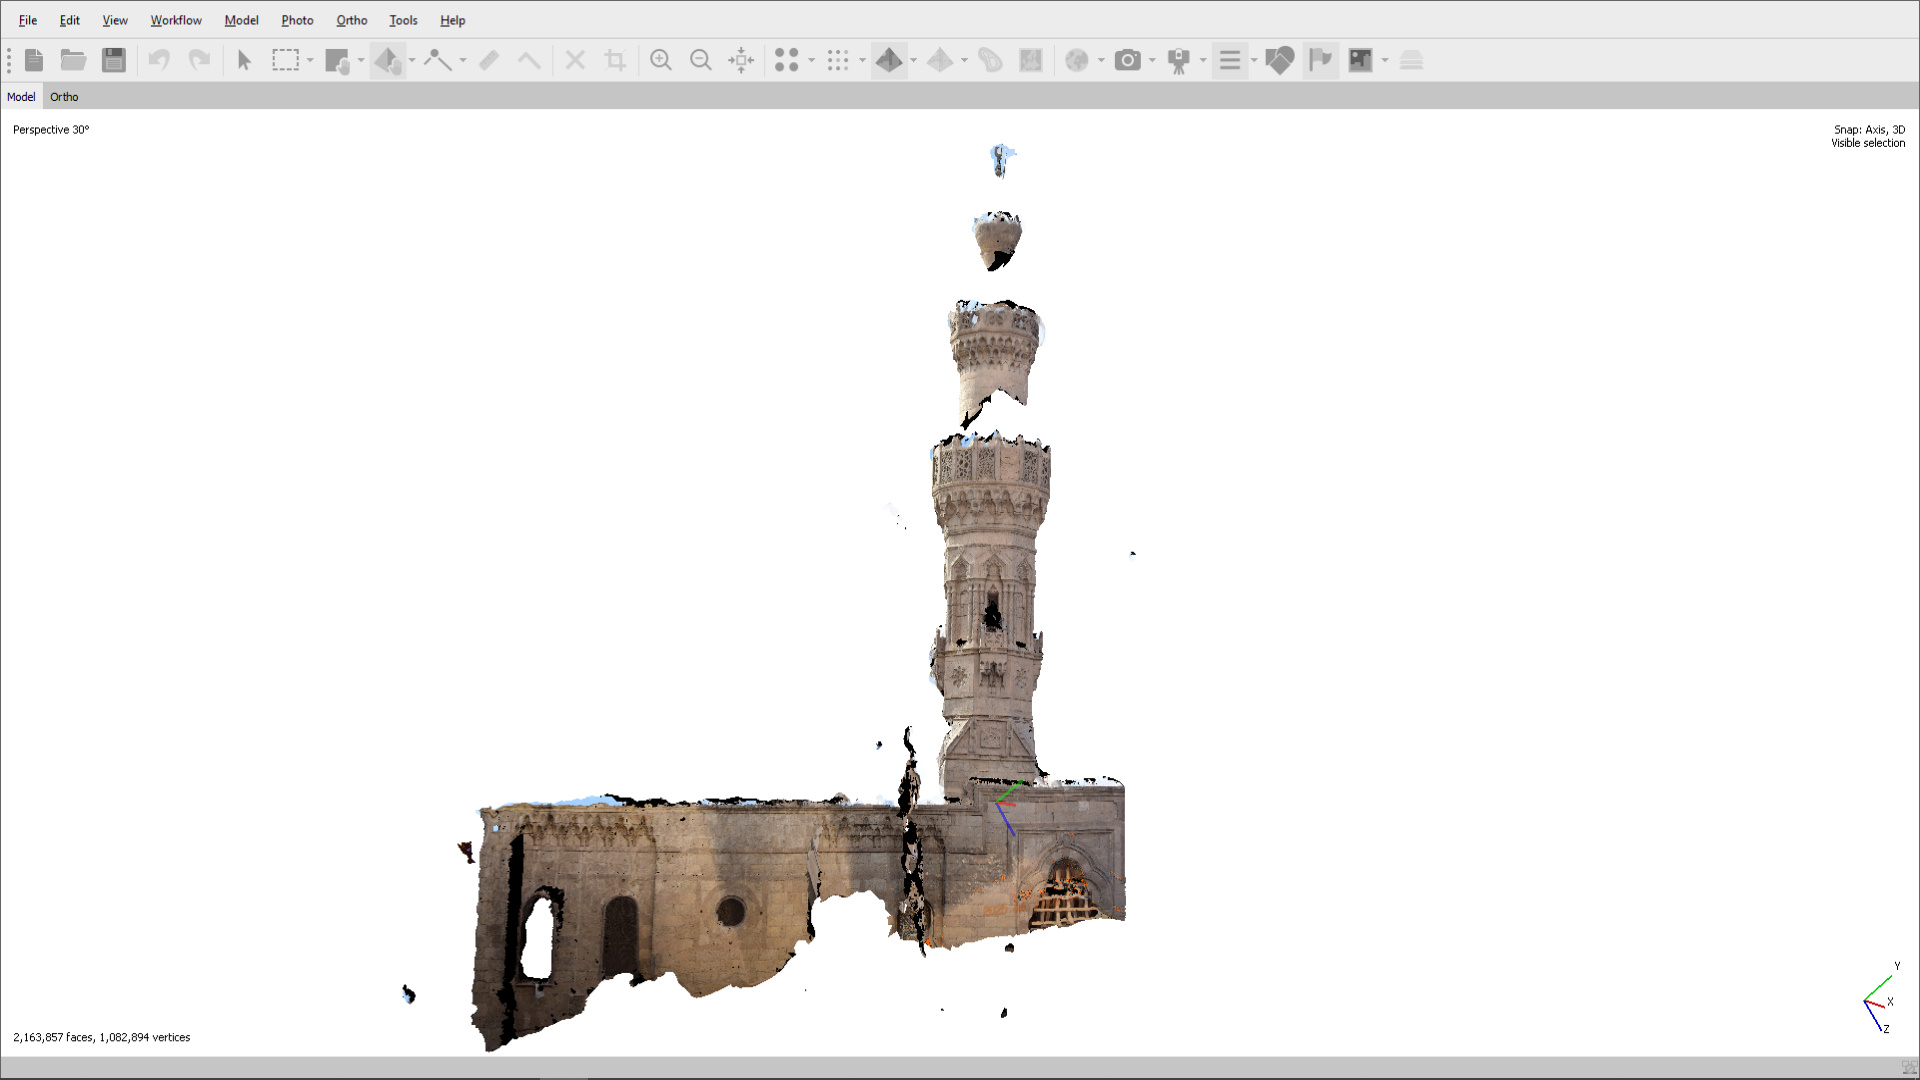 File Edit View Workflow Model Photo Ortho Tools Help
Model Ortho
Perspective 30°
Snap: Axis, 3D
Visible selection
Y
X
Z
2,163,857 faces, 1,082,894 vertices